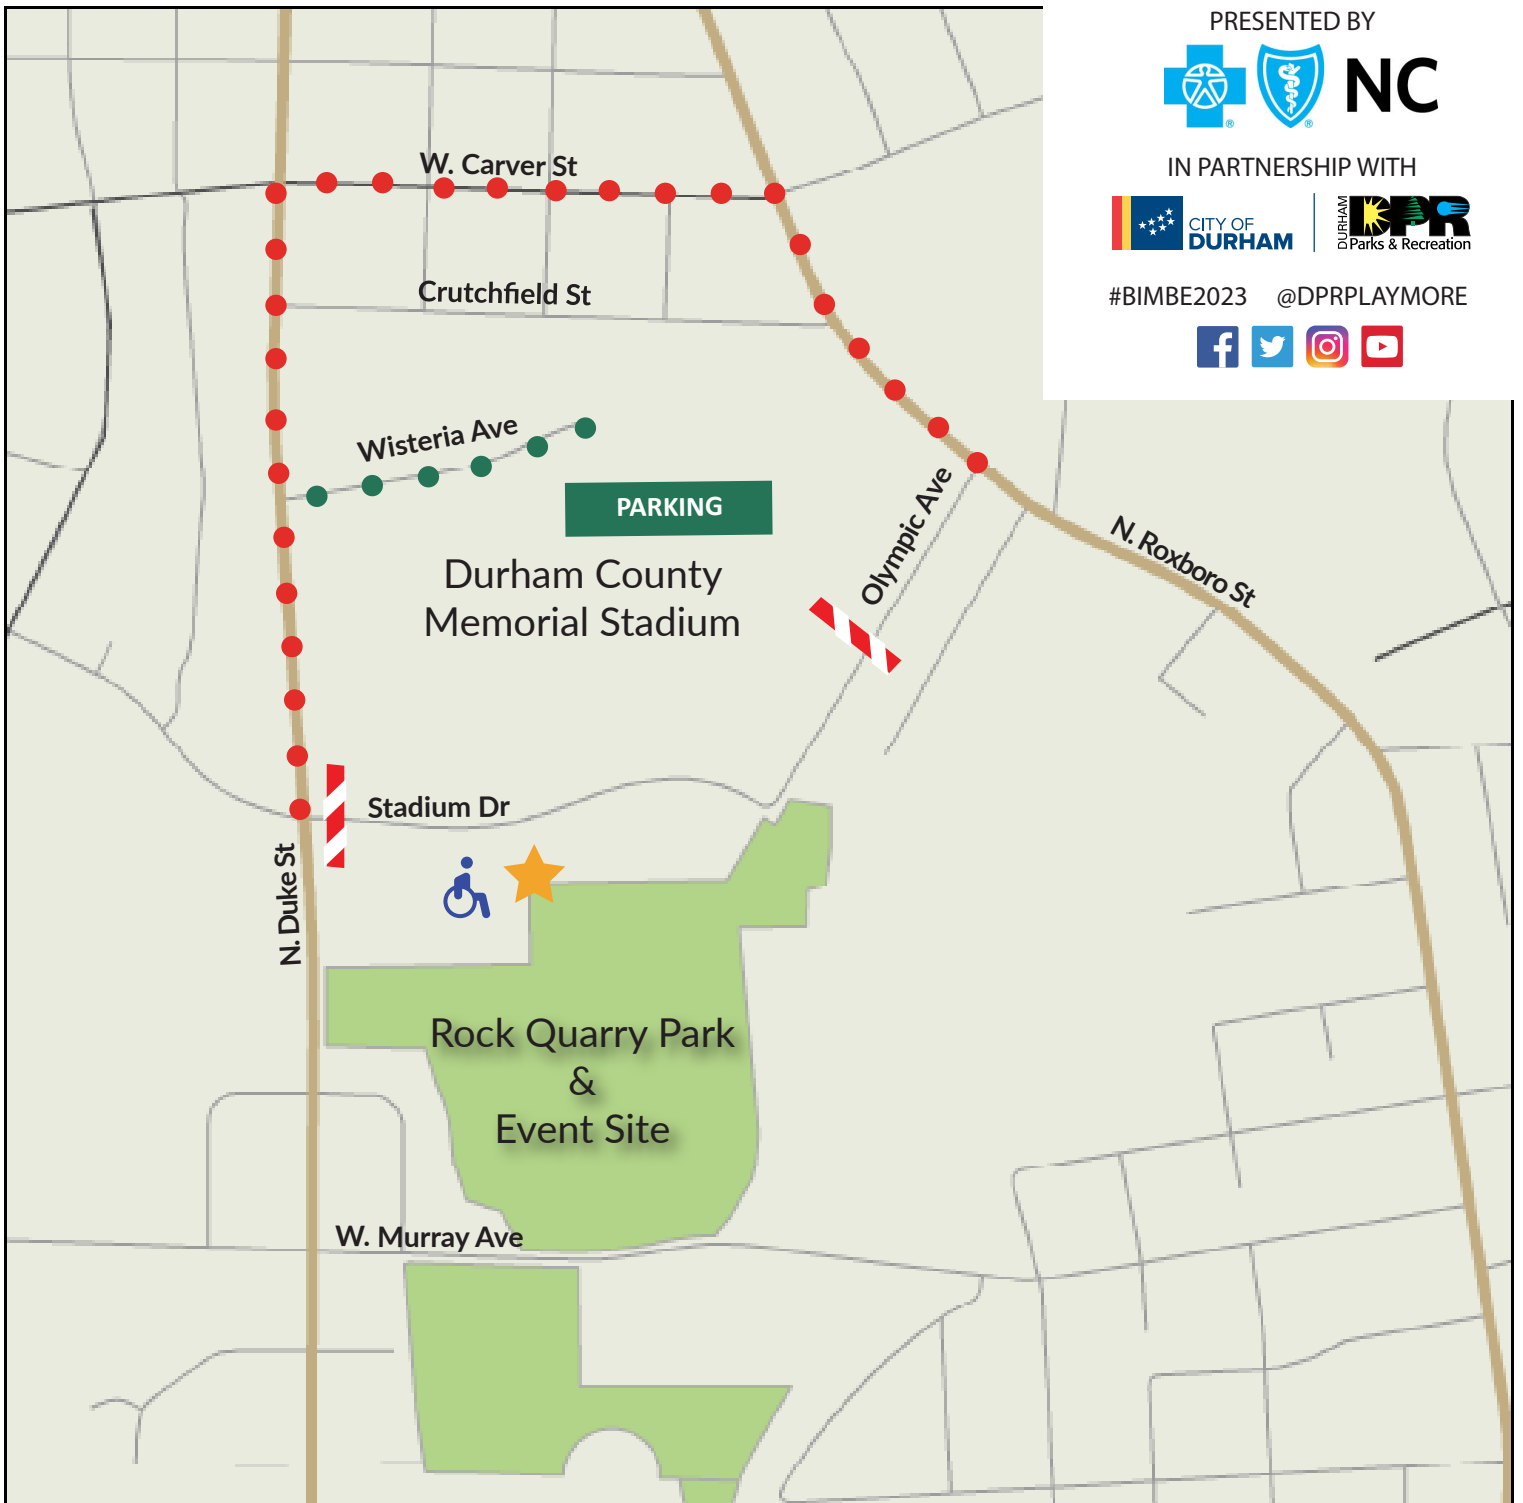 PRESENTED BY
NC
IN PARTNERSHIP WITH
CITY OF
DURHAM
DURHAM
DPR
Parks & Recreation
#BIMBE2023 @DPRPLAYMORE
W. Carver St
Crutchfield St
Wisteria Ave
PARKING
Durham County
Memorial Stadium
Olympic Ave
N. Roxboro St
Stadium Dr
N. Duke St
Rock Quarry Park
&
Event Site
W. Murray Ave